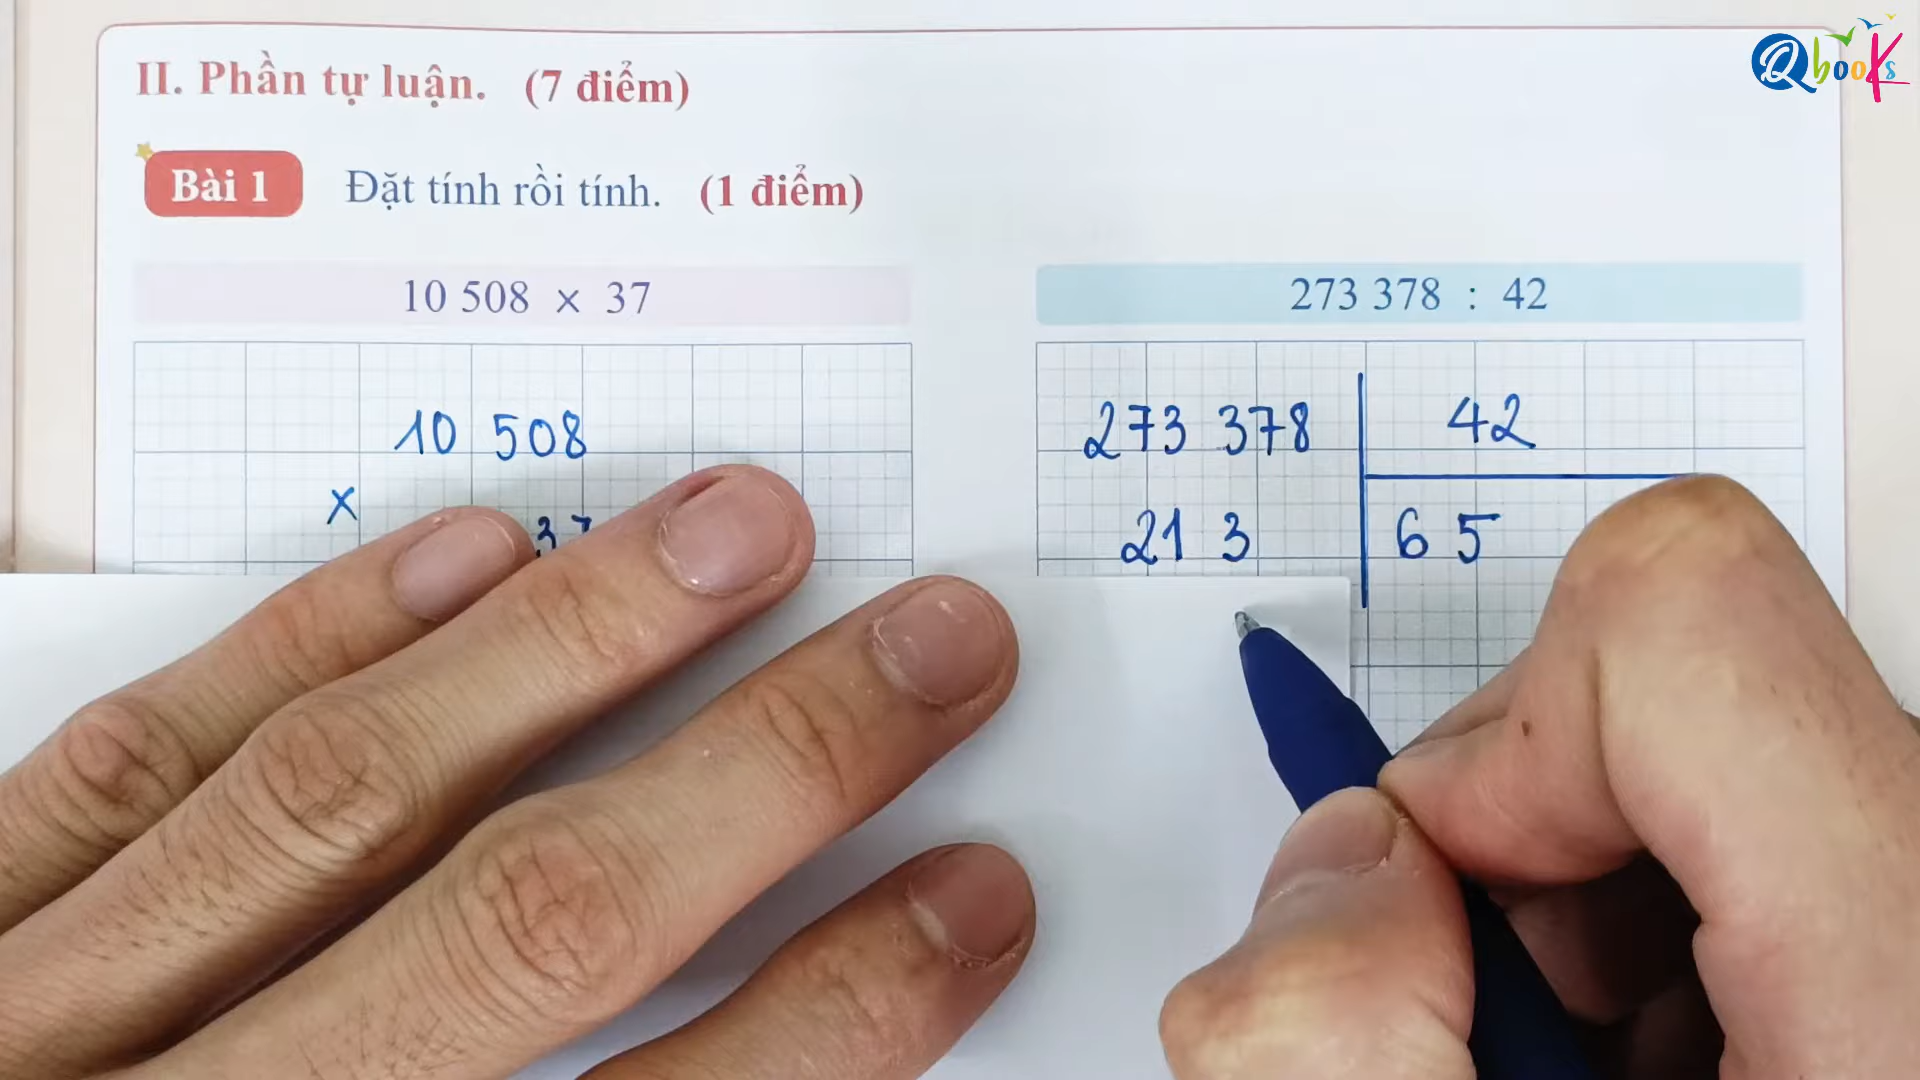 Qbooks
II. Phần tự luận. (7 điểm)
Bài 1 Đặt tính rồi tính. (1 điểm)
10 508 × 37
10 508
×
37
273 378 : 42
273 378 42
21 3 6 5